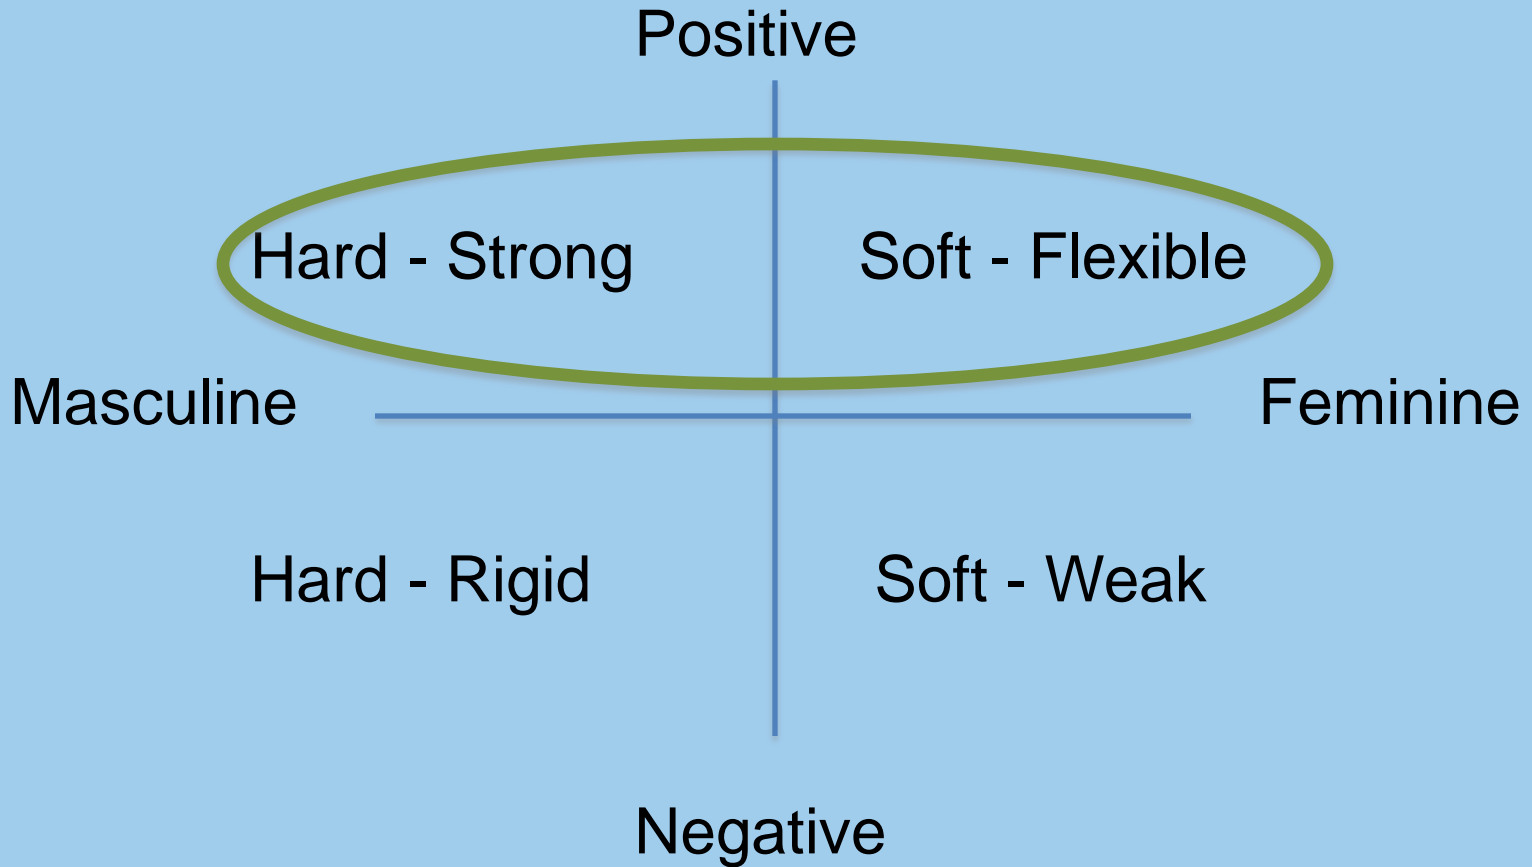 Positive
Hard - Strong
Soft - Flexible
Masculine
Feminine
Hard - Rigid
Soft - Weak
Negative